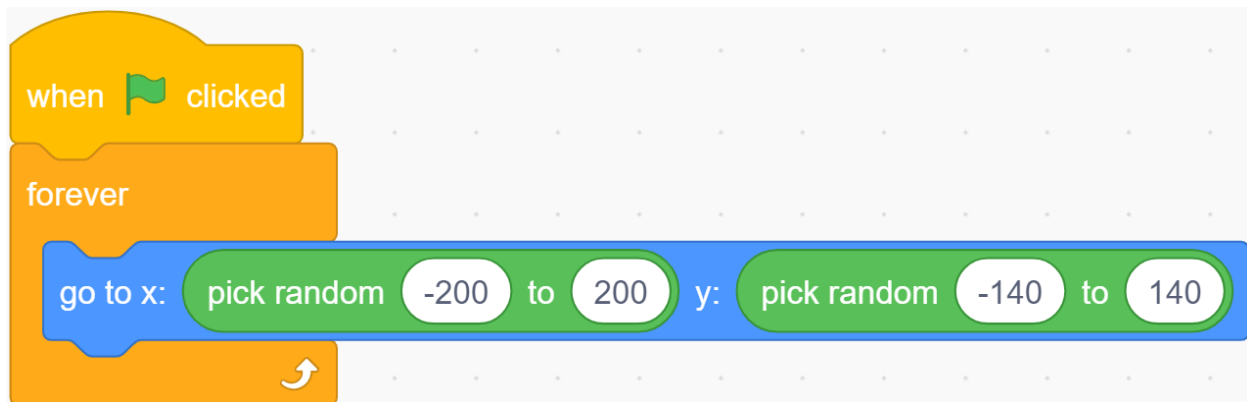 when clicked
forever
go to x: pick random -200 to 200 y: pick random -140 to 140